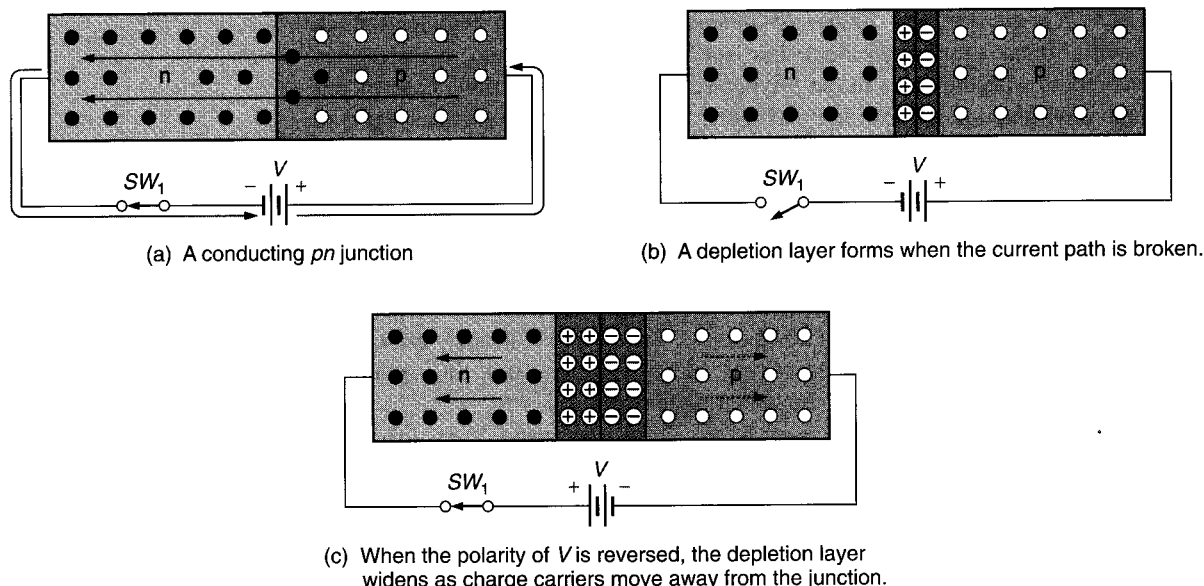 n
p
SW₁
−
V
+
(a) A conducting pn junction
n
+ −
+ −
+ −
+ −
p
SW₁
−
V
+
(b) A depletion layer forms when the current path is broken.
n
+ + − −
+ + − −
+ + − −
+ + − −
p
SW₁
+
V
−
(c) When the polarity of V is reversed, the depletion layer
widens as charge carriers move away from the junction.